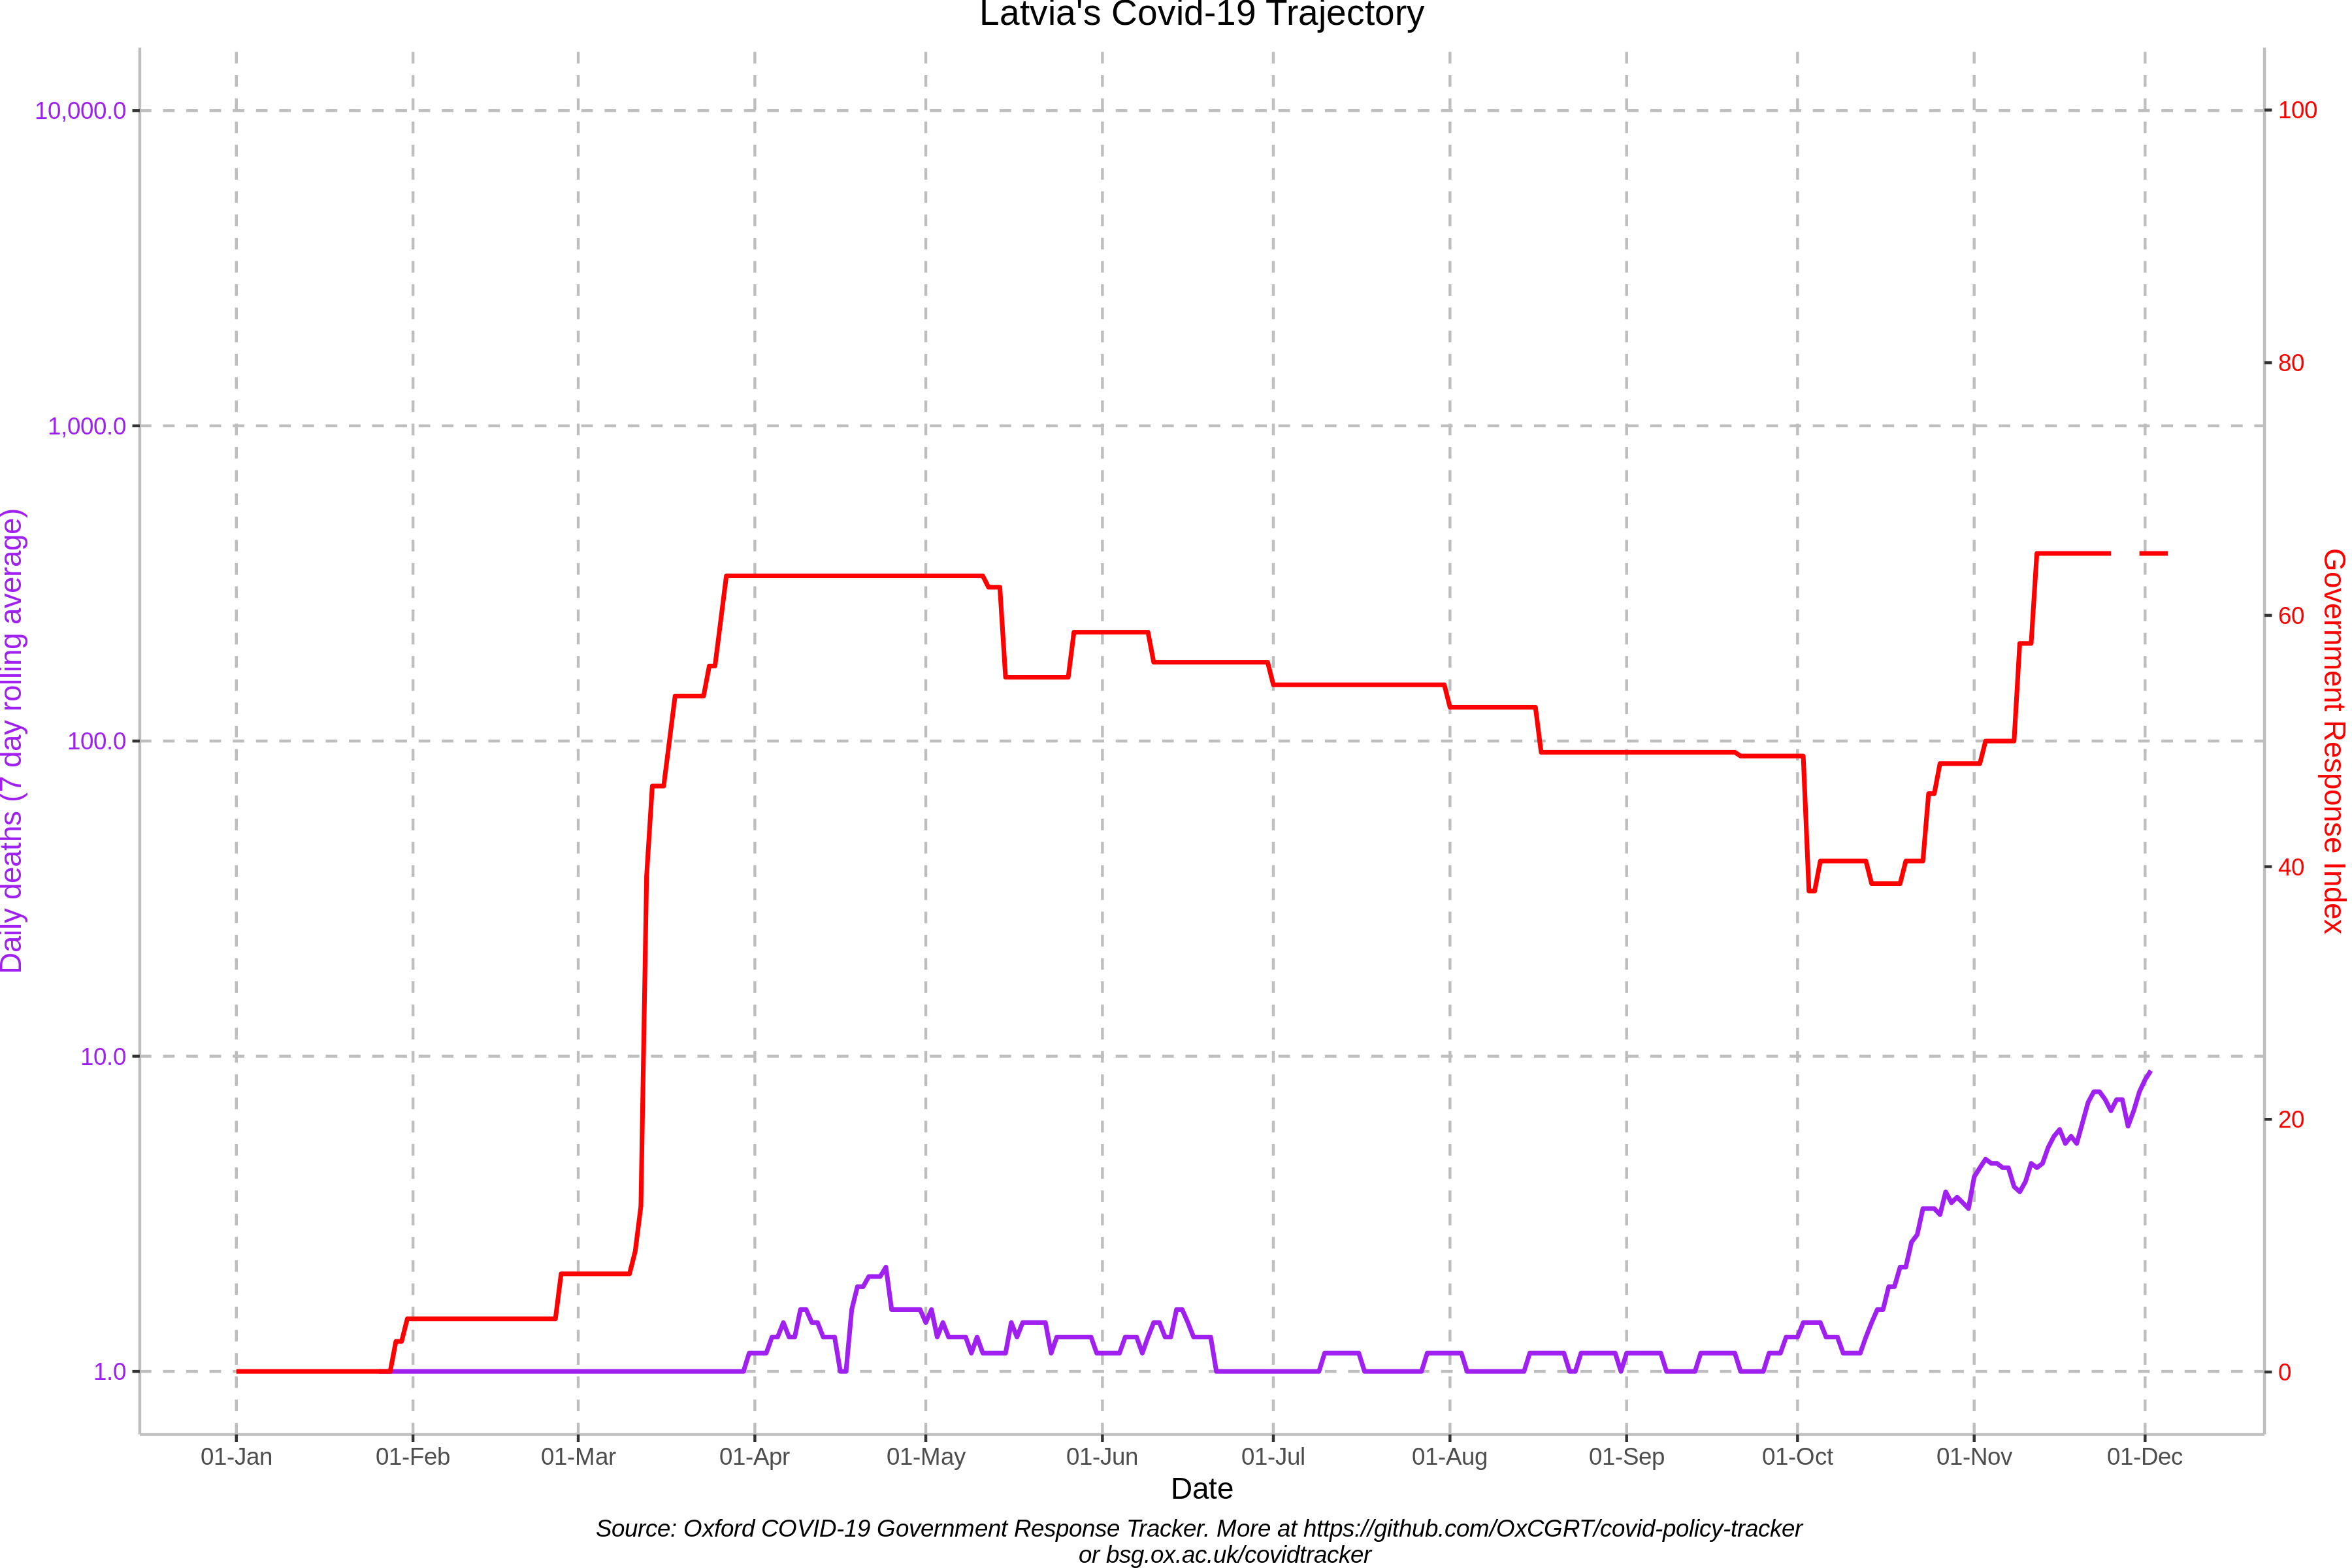 Latvia's Covid-19 Trajectory
10,000.0
1,000.0
100.0
10.0
1.0
Daily deaths (7 day rolling average)
100
80
60
40
20
0
Government Response Index
01-Jan 01-Feb 01-Mar 01-Apr 01-May 01-Jun 01-Jul 01-Aug 01-Sep 01-Oct 01-Nov 01-Dec
Date
Source: Oxford COVID-19 Government Response Tracker. More at https://github.com/OxCGRT/covid-policy-tracker
or bsg.ox.ac.uk/covidtracker